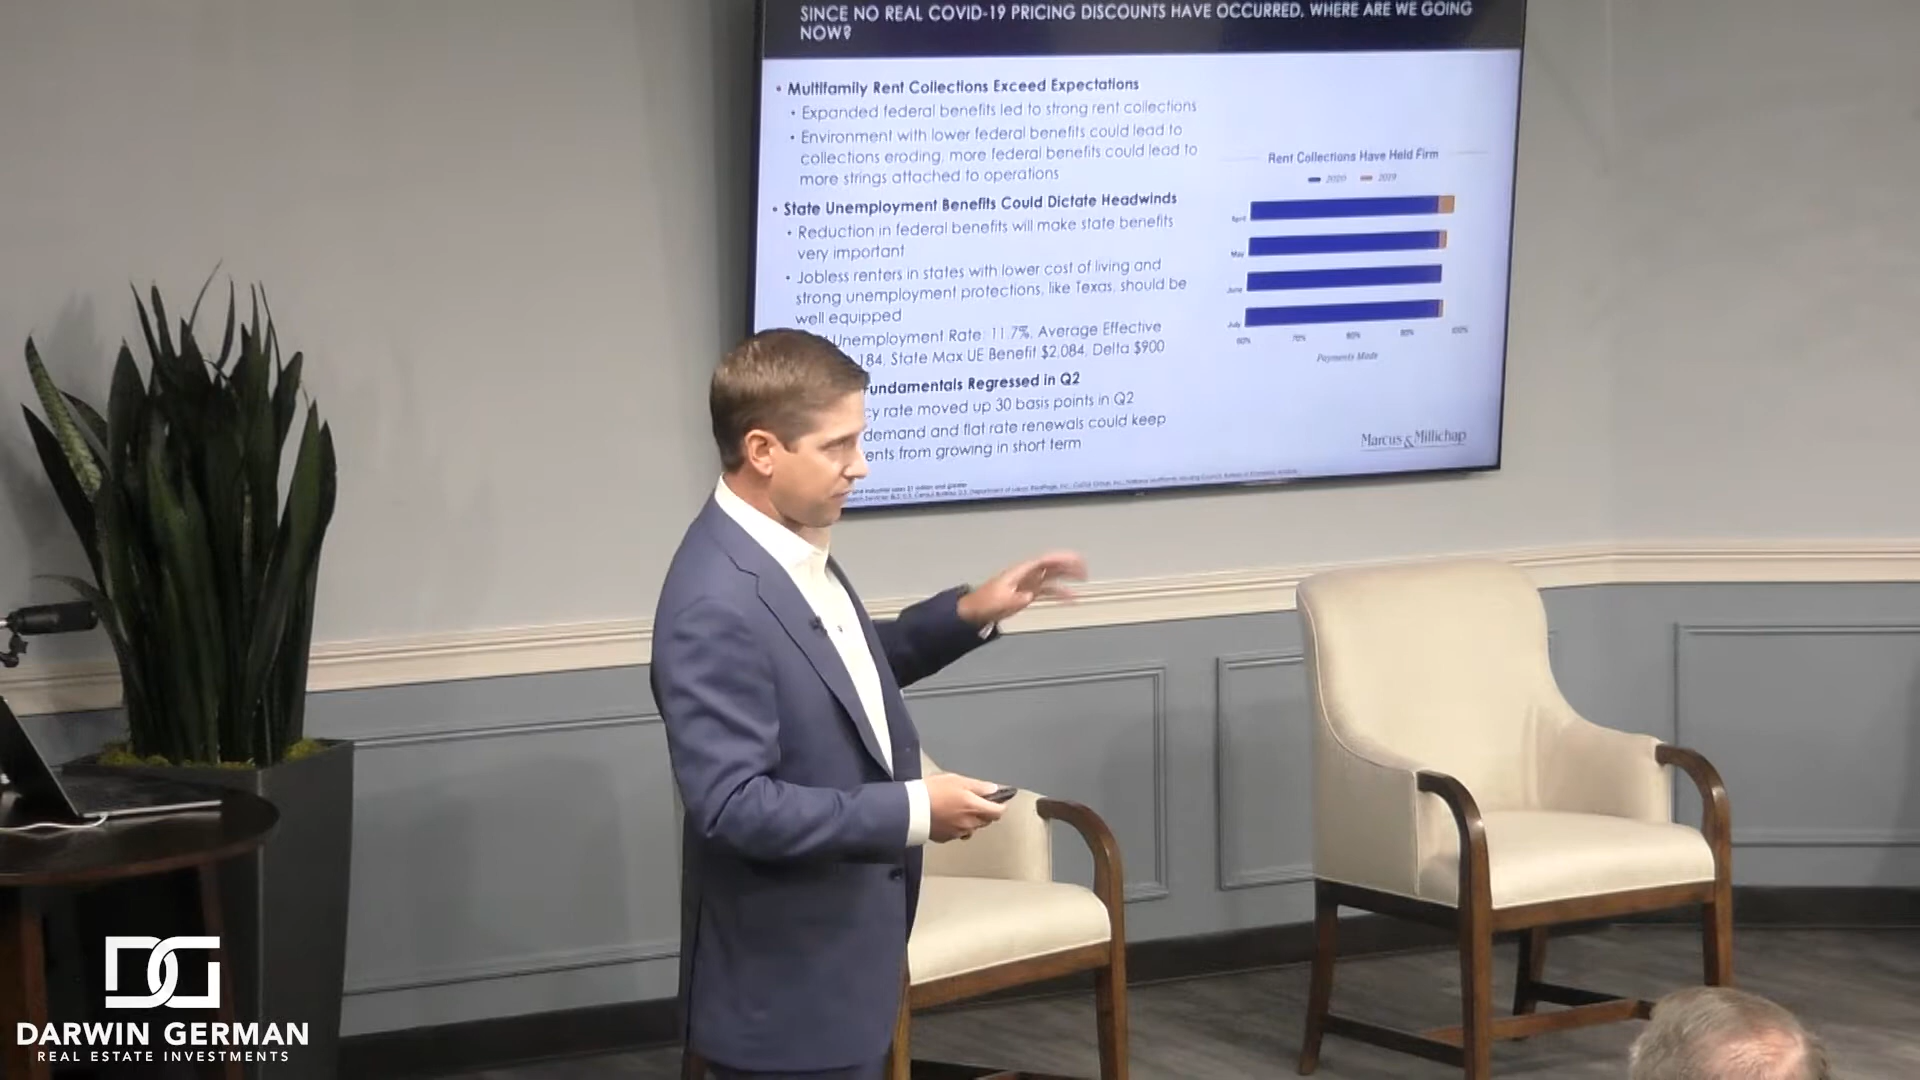 SINCE NO REAL COVID-19 PRICING DISCOUNTS HAVE OCCURRED, WHERE ARE WE GOING
NOW?
• Multifamily Rent Collections Exceed Expectations
• Expanded federal benefits led to strong rent collections
• Environment with lower federal benefits could lead to
collections eroding, more federal benefits could lead to
more strings attached to operations
• State Unemployment Benefits Could Dictate Headwinds
• Reduction in federal benefits will make state benefits
very important
• Jobless renters in states with lower cost of living and
strong unemployment protections, like Texas, should be
well equipped
Unemployment Rate: 11.7%, Average Effective
184, State Max UE Benefit $2,084, Delta $900
undamentals Regressed in Q2
cy rate moved up 30 basis points in Q2
demand and flat rate renewals could keep
ents from growing in short term
Rent Collections Have Held Firm
2020 2019
April
May
June
July
60% 70% 80% 90% 100%
Payments Made
Marcus & Millichap
DG
DARWIN GERMAN
REAL ESTATE INVESTMENTS